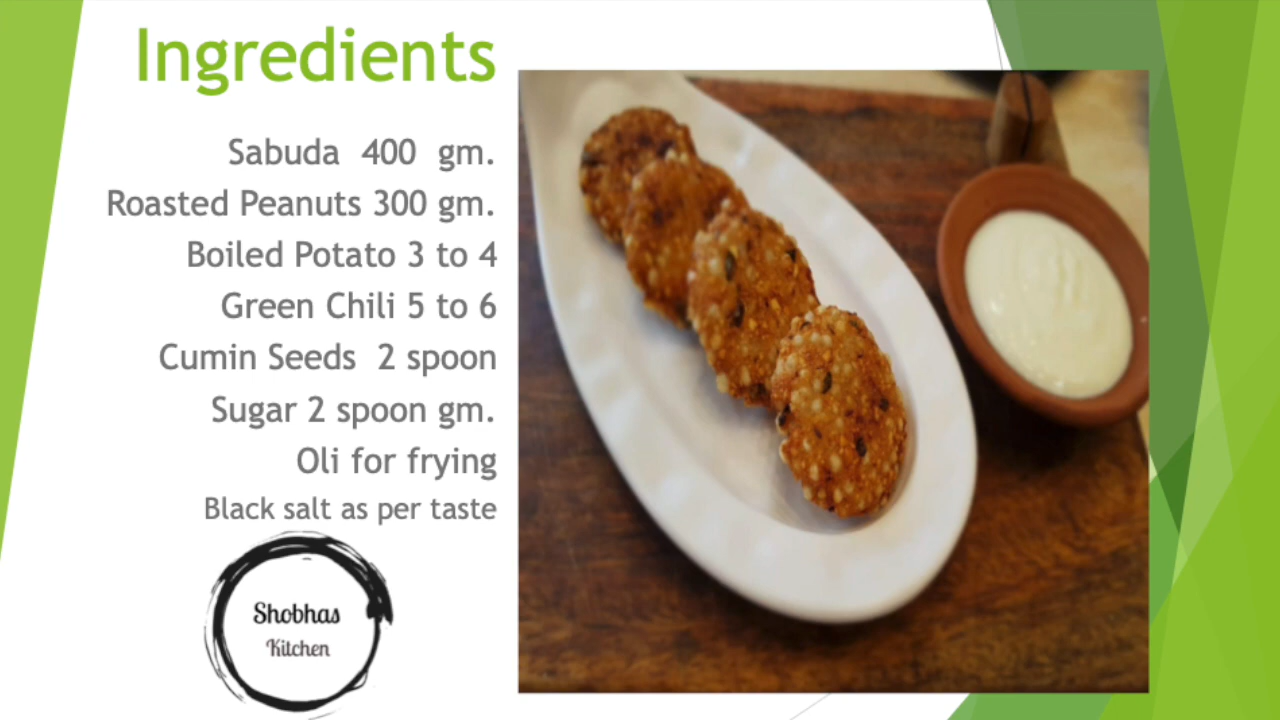 Ingredients
Sabuda 400 gm.
Roasted Peanuts 300 gm.
Boiled Potato 3 to 4
Green Chili 5 to 6
Cumin Seeds 2 spoon
Sugar 2 spoon gm.
Oli for frying
Black salt as per taste
Shobhas
Kitchen